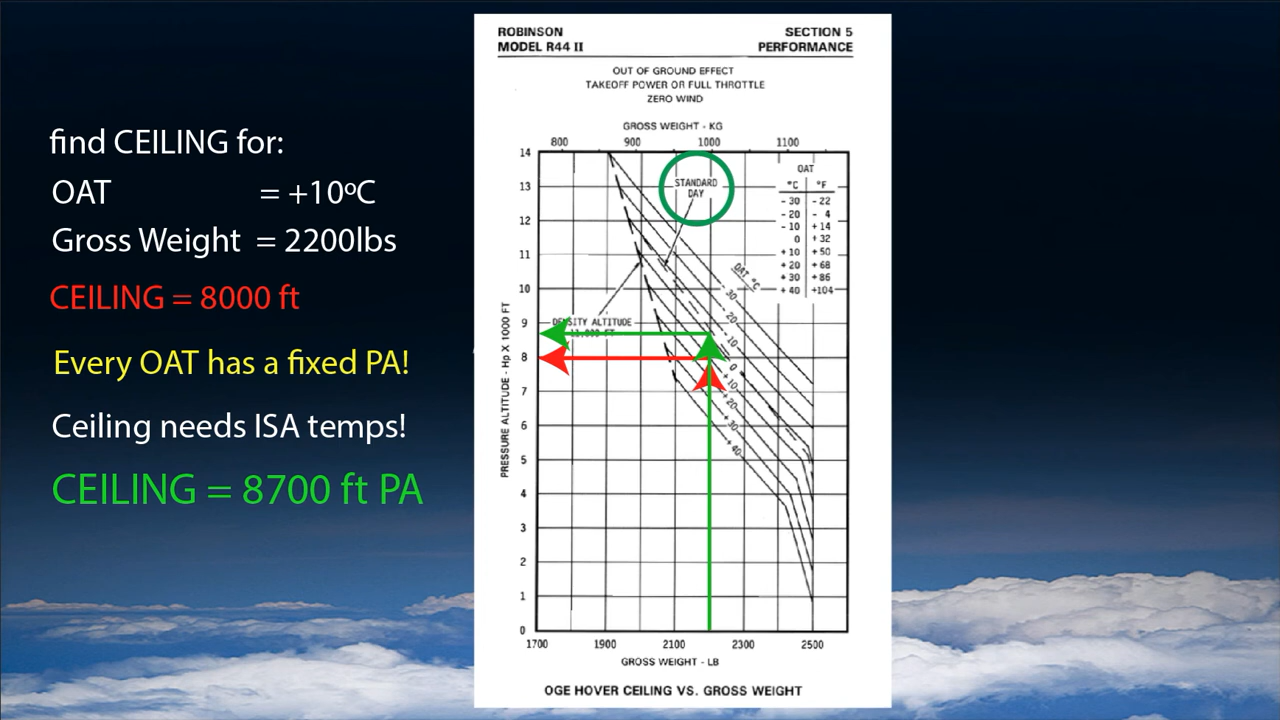 find CEILING for:
OAT = +10ºC
Gross Weight = 2200lbs
CEILING = 8000 ft
Every OAT has a fixed PA!
Ceiling needs ISA temps!
CEILING = 8700 ft PA
ROBINSON
MODEL R44 II
SECTION 5
PERFORMANCE
OUT OF GROUND EFFECT
TAKEOFF POWER OR FULL THROTTLE
ZERO WIND
GROSS WEIGHT - KG
800 900 1000 1100
14
13
12
11
10
9
8
7
6
5
4
3
2
1
0
PRESSURE ALTITUDE - Hp X 1000 FT
STANDARD
DAY
OAT
°C °F
- 30 - 22
- 20 - 4
- 10 + 14
0 + 32
+ 10 + 50
+ 20 + 68
+ 30 + 86
+ 40 +104
OAT °C
- 30
- 20
- 10
0
+10
+20
+30
+40
DENSITY ALTITUDE
FT
1700 1900 2100 2300 2500
GROSS WEIGHT - LB
OGE HOVER CEILING VS. GROSS WEIGHT